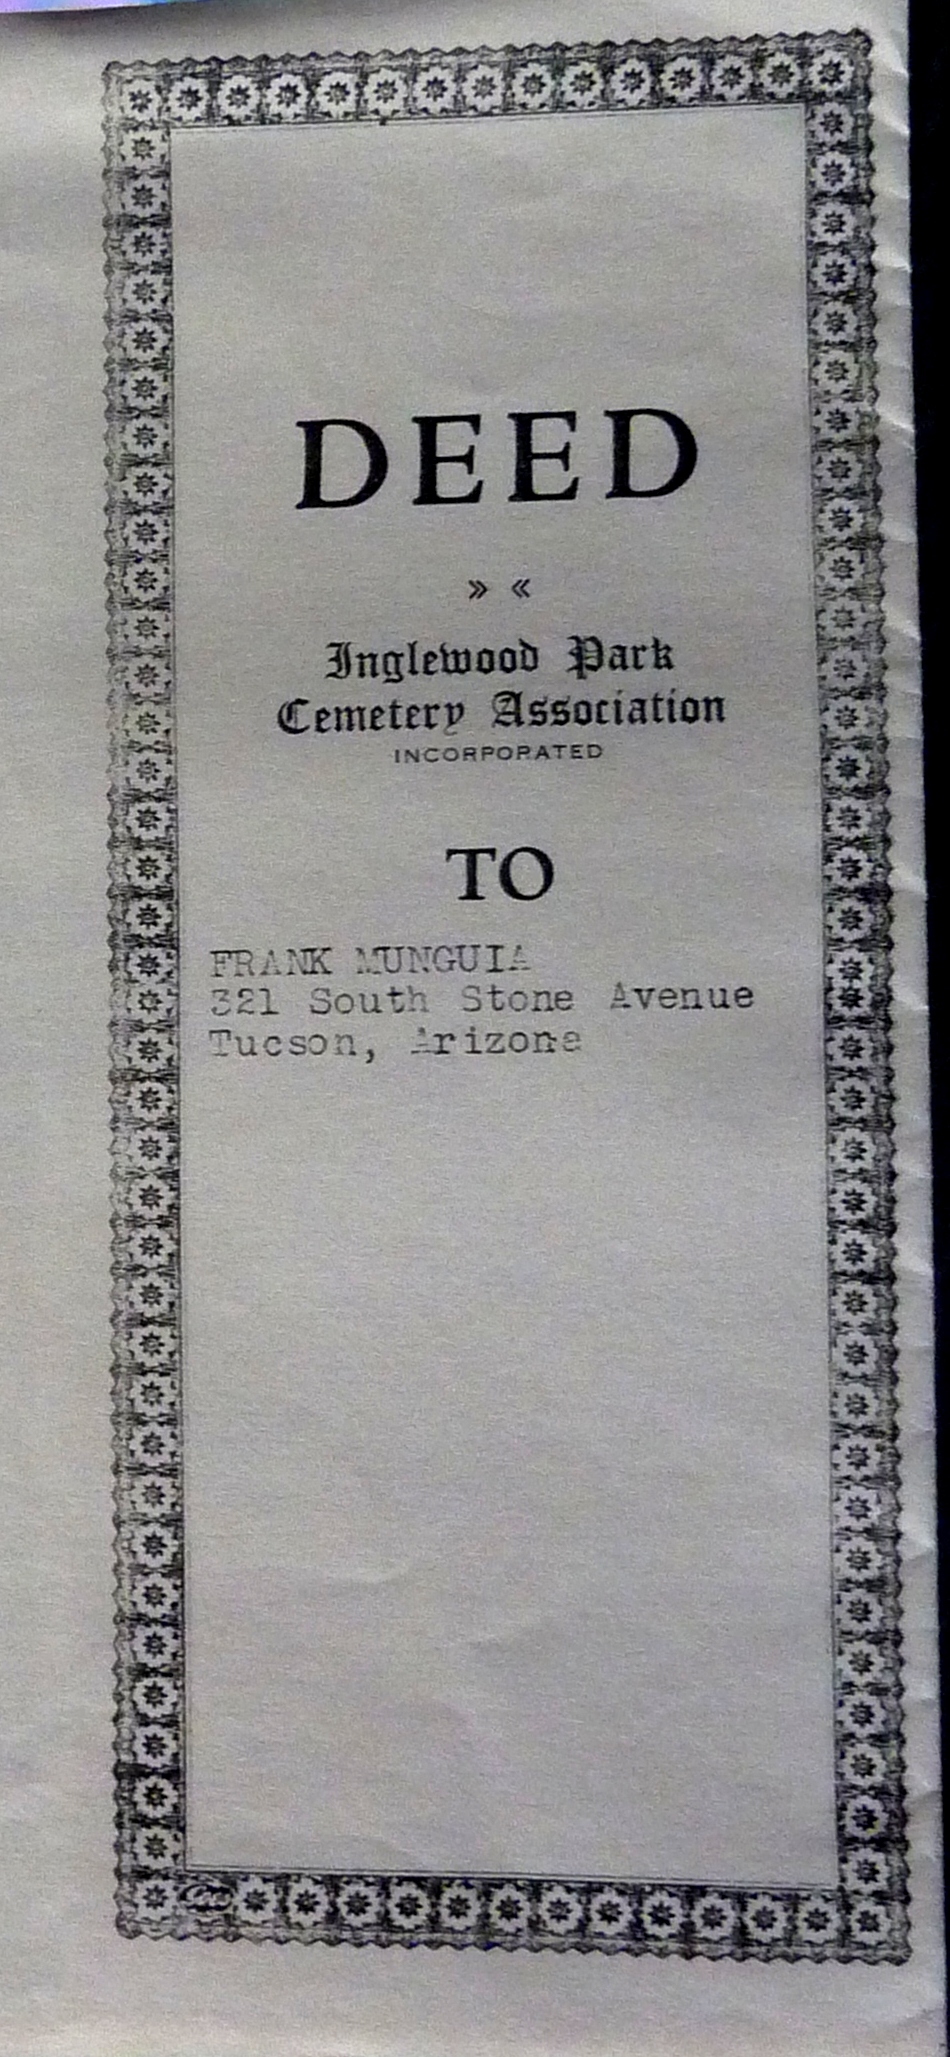 DEED
» «
Inglewood Park
Cemetery Association
INCORPORATED
TO
FRANK MUNGUIA
321 South Stone Avenue
Tucson, Arizona